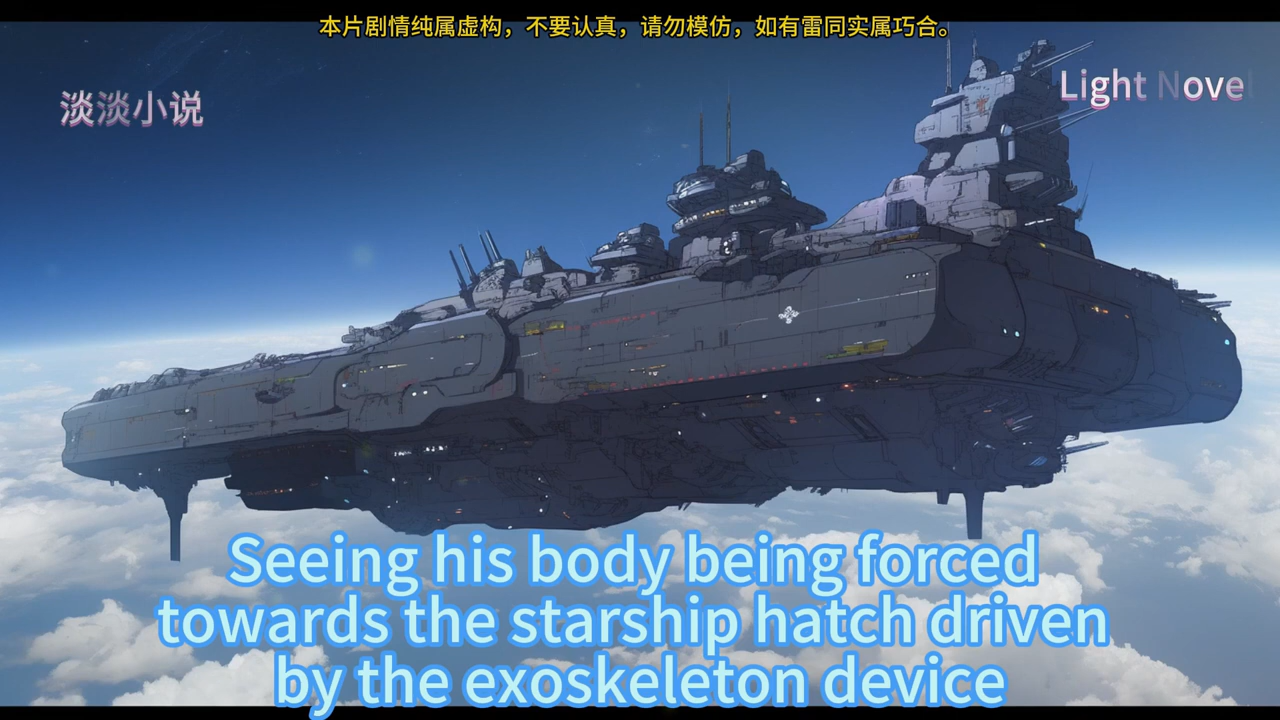 本片剧情纯属虚构，不要认真，请勿模仿，如有雷同实属巧合。
淡淡小说
Light Novel
Seeing his body being forced
towards the starship hatch driven
by the exoskeleton device